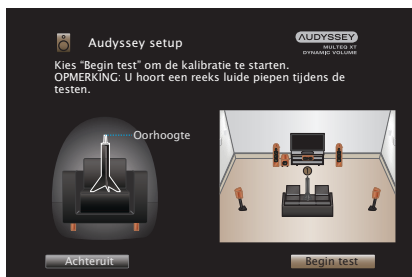 Audyssey setup
AUDYSSEY
MULTEQ XT
DYNAMIC VOLUME
Kies "Begin test" om de kalibratie te starten.
OPMERKING: U hoort een reeks luide piepen tijdens de
testen.
Oorhoogte
Achteruit
Begin test